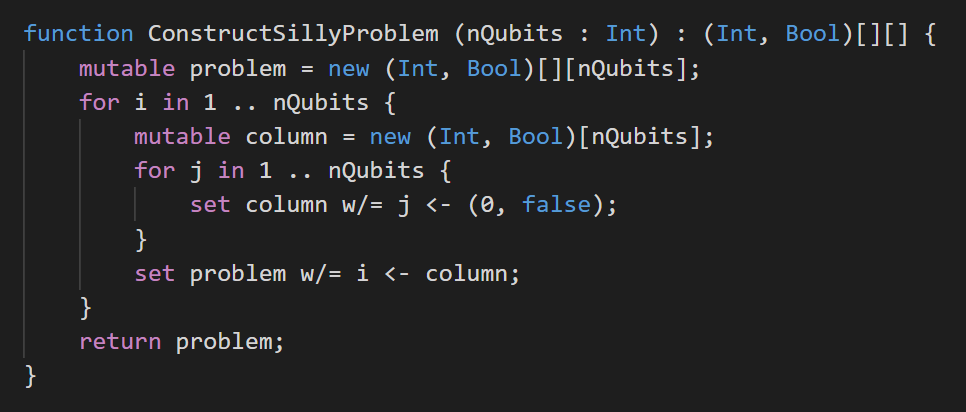 function ConstructSillyProblem (nQubits : Int) : (Int, Bool)[][] {
    mutable problem = new (Int, Bool)[][nQubits];
    for i in 1 .. nQubits {
        mutable column = new (Int, Bool)[nQubits];
        for j in 1 .. nQubits {
            set column w/= j <- (0, false);
        }
        set problem w/= i <- column;
    }
    return problem;
}